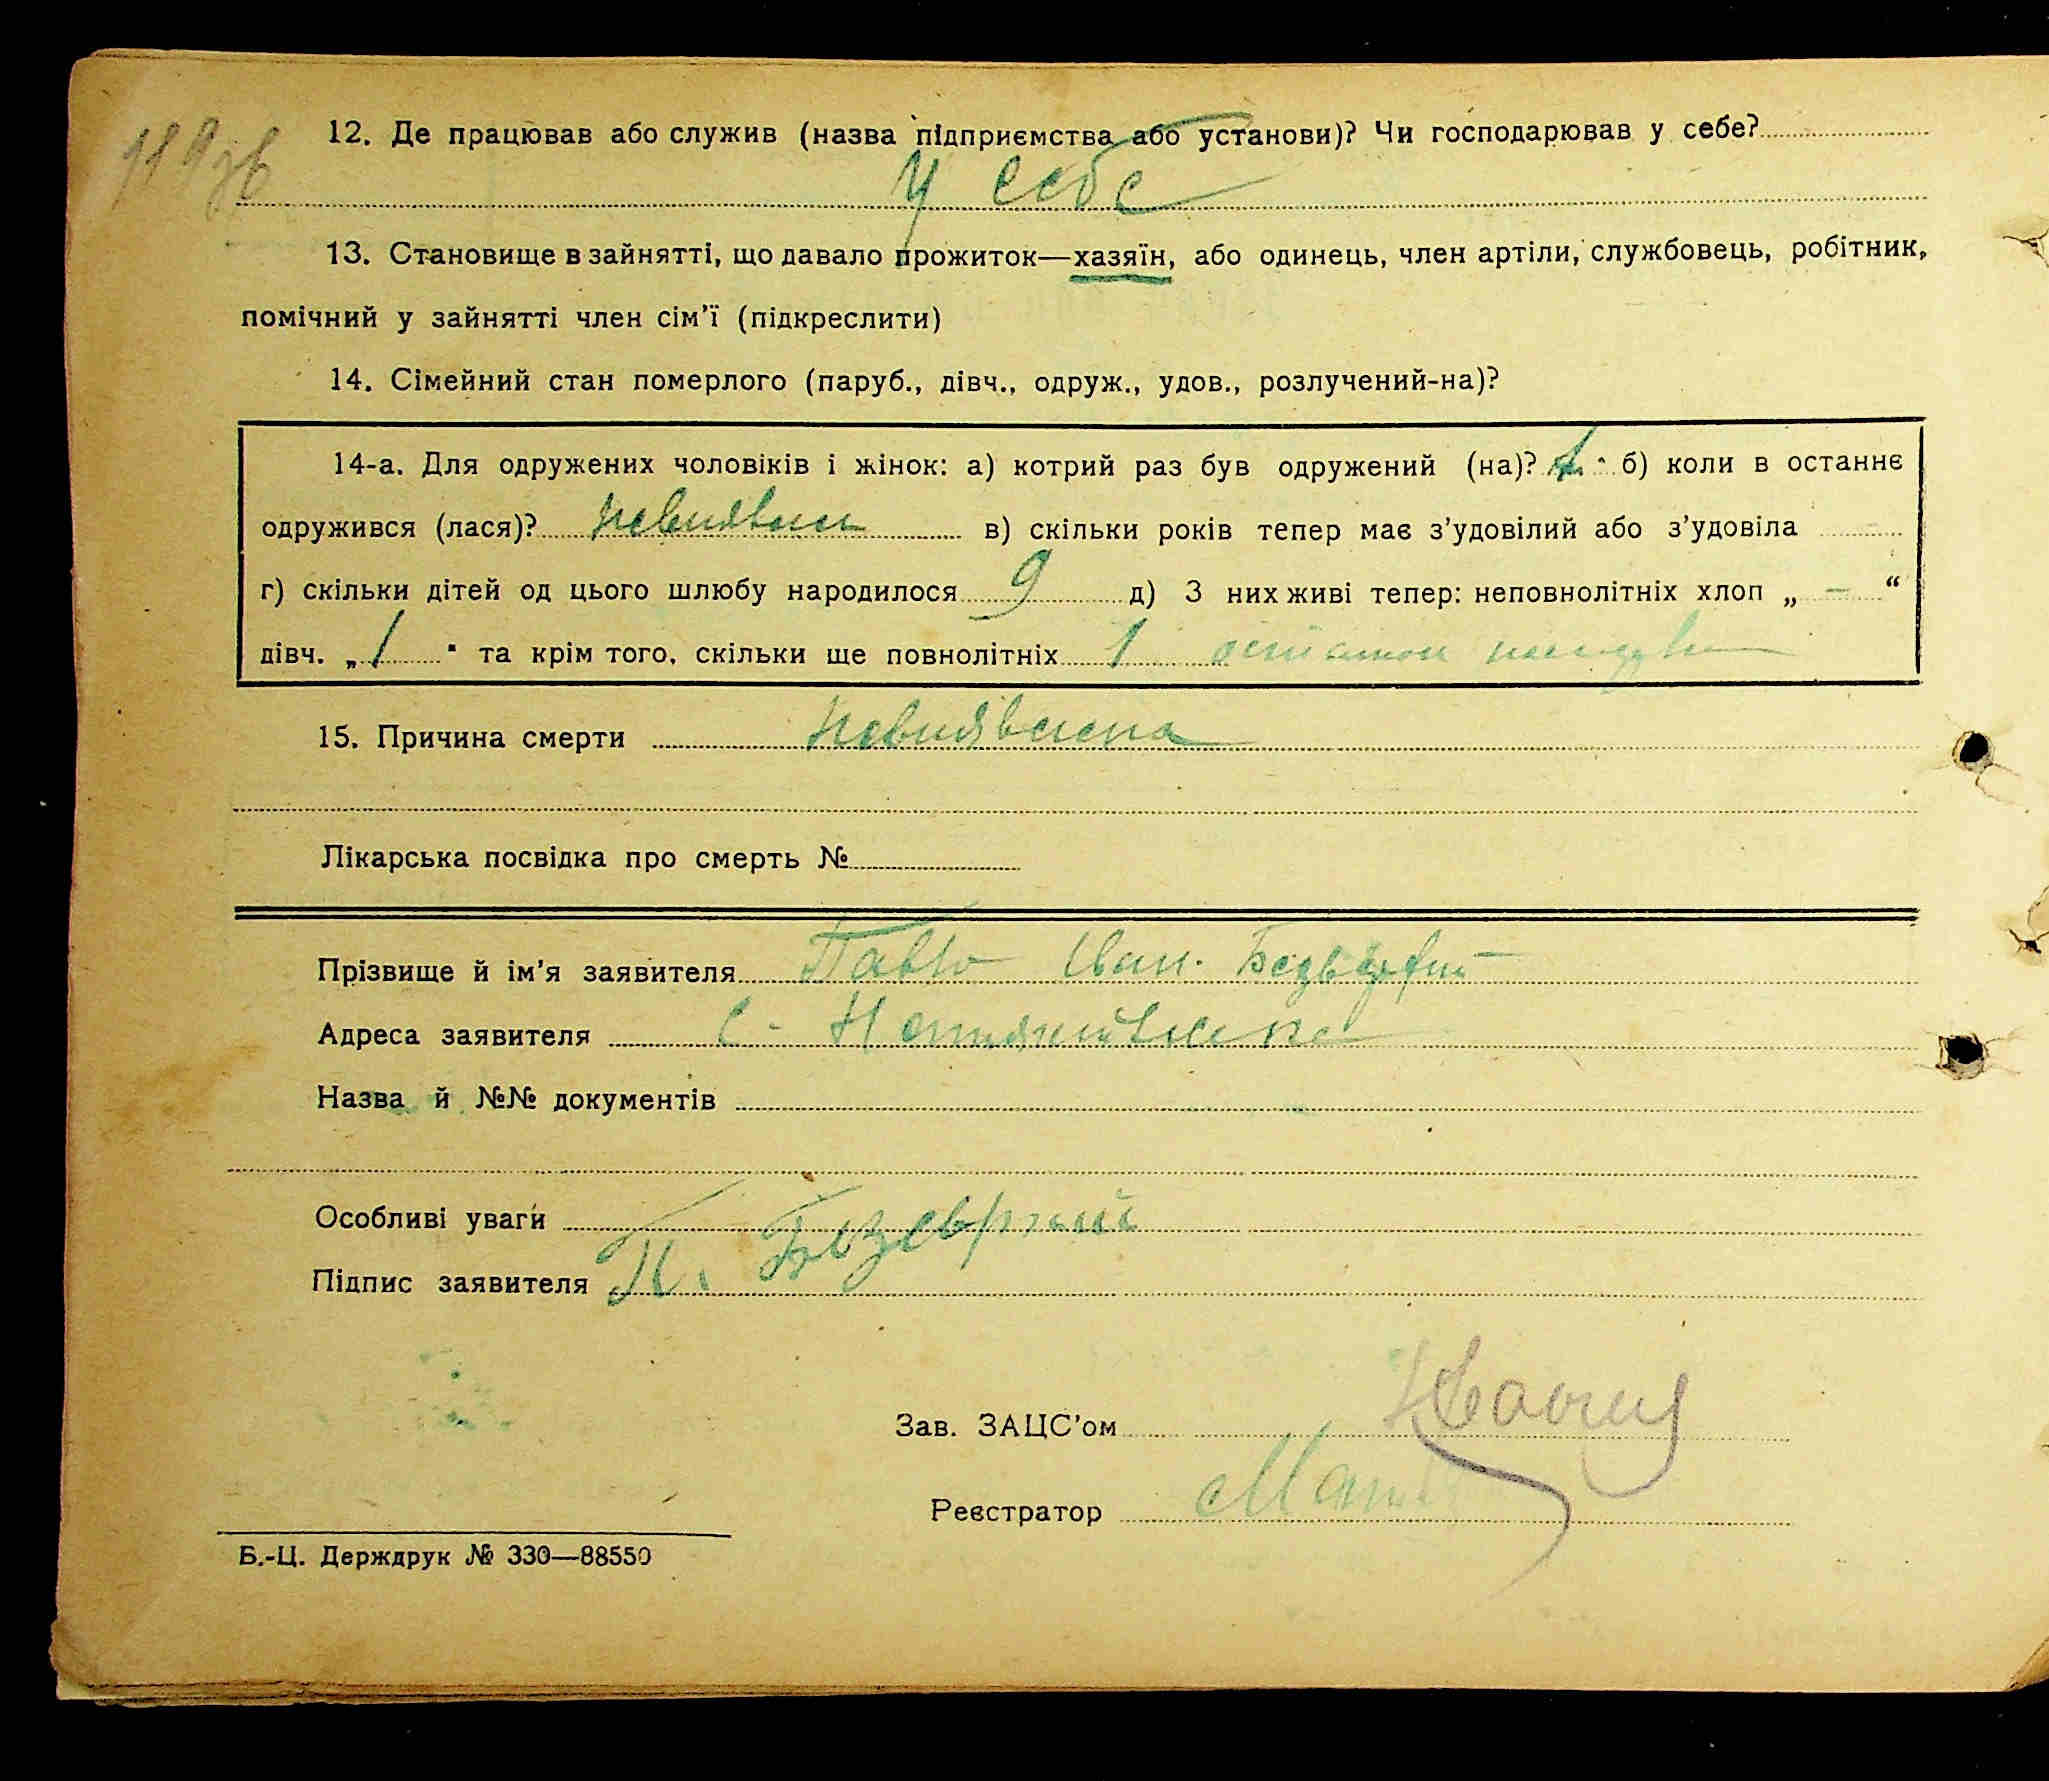 119зв
12. Де працював або служив (назва підприємства або установи)? Чи господарював у себе?
У себе
13. Становище в зайнятті, що давало прожиток—хазяїн, або одинець, член артіли, службовець, робітник,
помічний у зайнятті член сім'ї (підкреслити)
14. Сімейний стан померлого (паруб., дівч., одруж., удов., розлучений-на)?
14-а. Для одружених чоловіків і жінок: а) котрий раз був одружений (на)? 1 б) коли в останнє
одружився (лася)? в) скільки років тепер має з'удовілий або з'удовіла
г) скільки дітей од цього шлюбу народилося 9 д) З них живі тепер: неповнолітніх хлоп „ — “
дівч. „ 1 " та крім того, скільки ще повнолітніх 1
15. Причина смерти невиявлена
Лікарська посвідка про смерть №
Прізвище й ім'я заявителя Павло Іван.
Адреса заявителя с.
Назва й №№ документів
Особливі уваги
Підпис заявителя П.
Зав. ЗАЦС'ом
Реєстратор
Б.-Ц. Держдрук № 330—88550